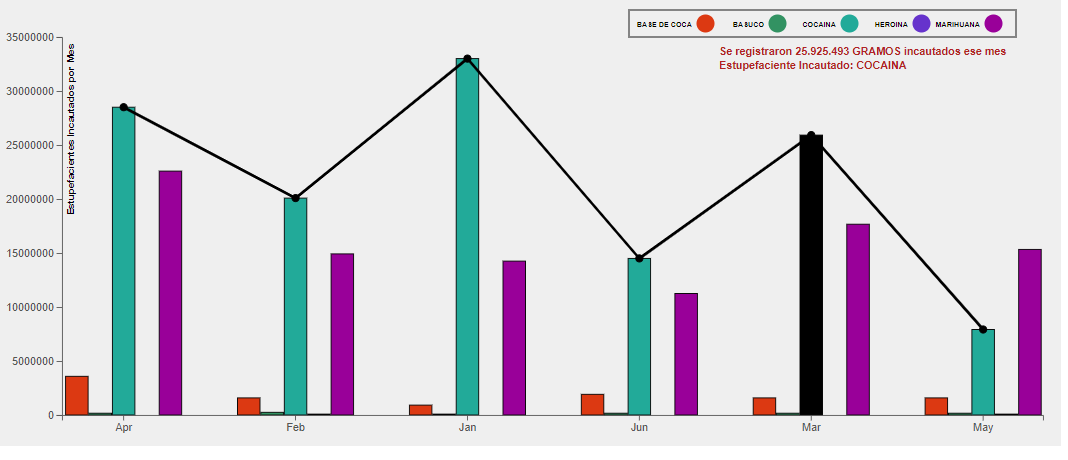 BASE DE COCA BASUCO COCAINA HEROINA MARIHUANA
Se registraron 25.925.493 GRAMOS incautados ese mes
Estupefaciente Incautado: COCAINA
Estupefacientes Incautados por Mes
35000000
30000000
25000000
20000000
15000000
10000000
5000000
0
Apr Feb Jan Jun Mar May